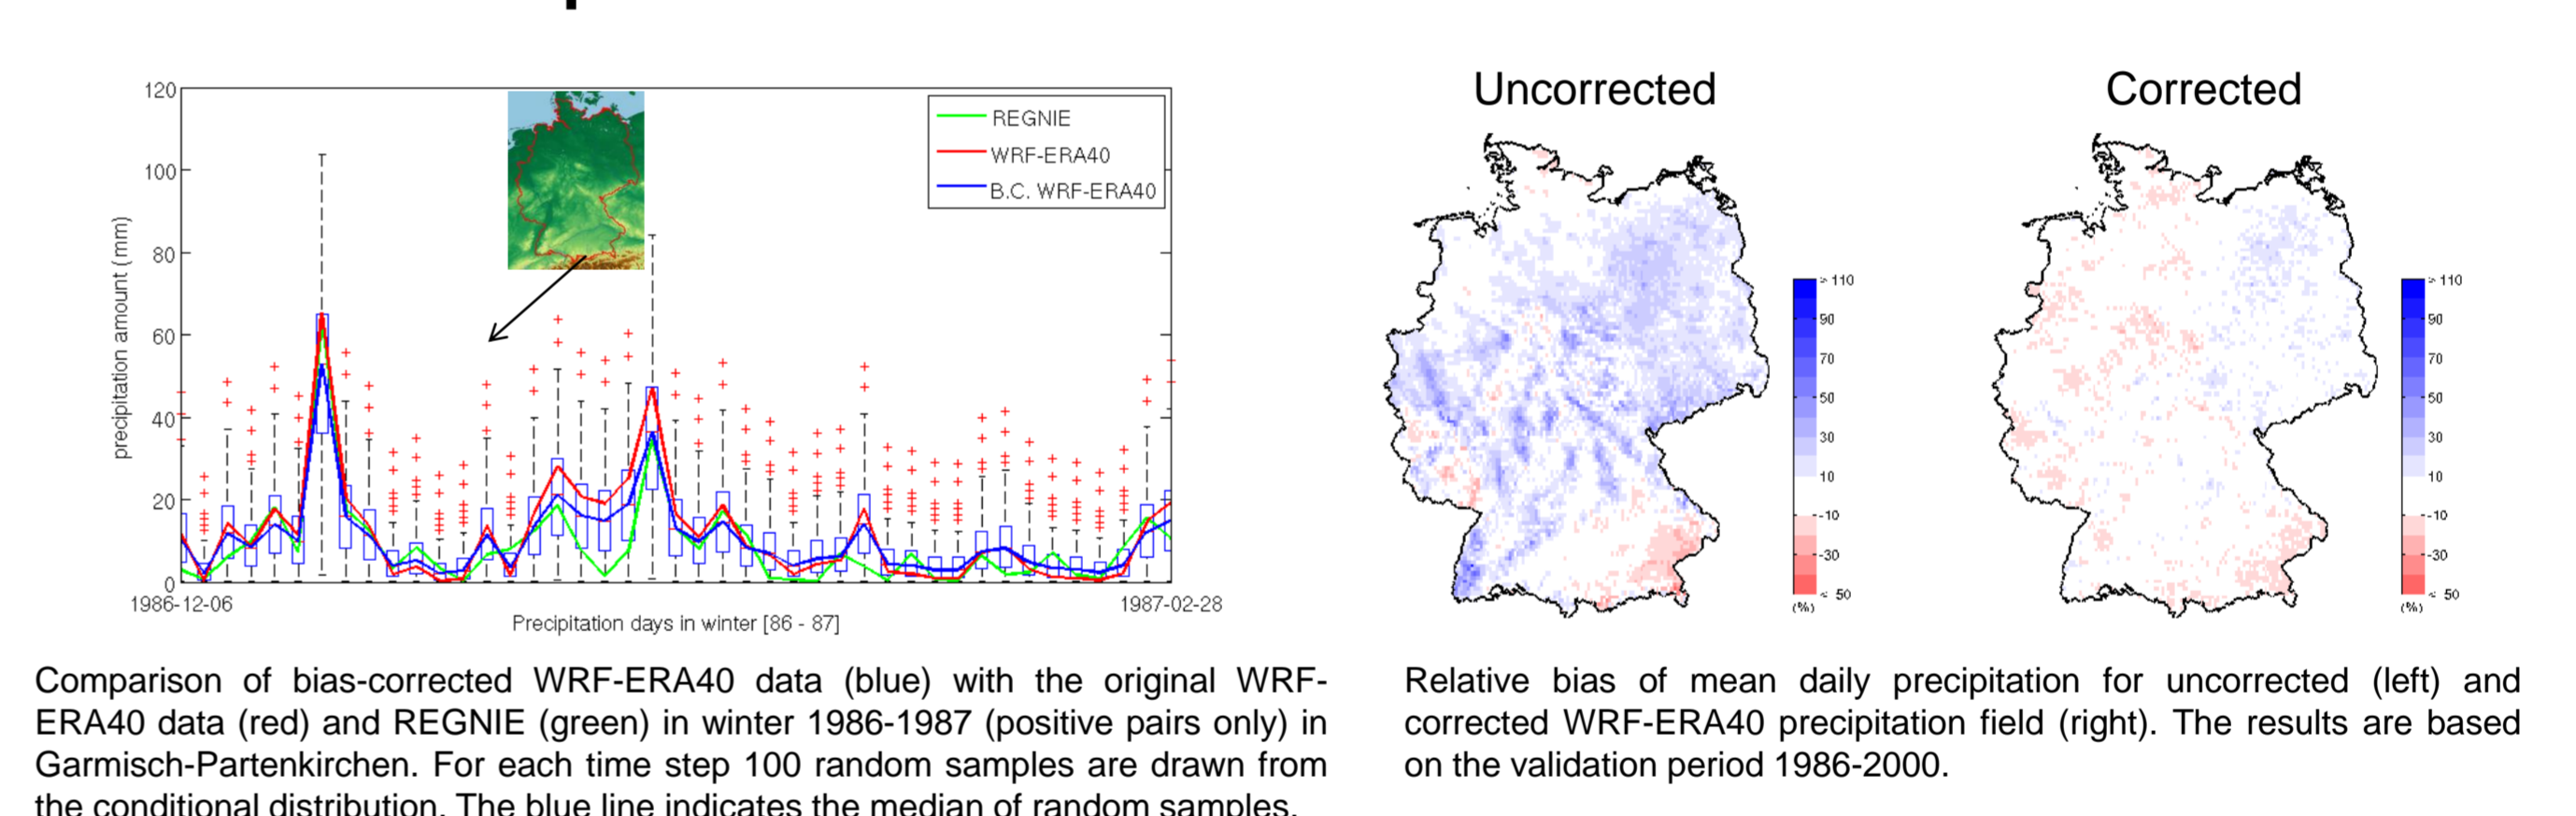 120
100
80
60
40
20
0
precipitation amount (mm)
REGNIE
WRF-ERA40
B.C. WRF-ERA40
1986-12-06
1987-02-28
Precipitation days in winter [86 - 87]
Comparison of bias-corrected WRF-ERA40 data (blue) with the original WRF-
ERA40 data (red) and REGNIE (green) in winter 1986-1987 (positive pairs only) in
Garmisch-Partenkirchen. For each time step 100 random samples are drawn from
the conditional distribution. The blue line indicates the median of random samples.
Uncorrected
> 110
90
70
50
30
10
-10
-30
< 50
(%)
Corrected
> 110
90
70
50
30
10
-10
-30
< 50
(%)
Relative bias of mean daily precipitation for uncorrected (left) and
corrected WRF-ERA40 precipitation field (right). The results are based
on the validation period 1986-2000.